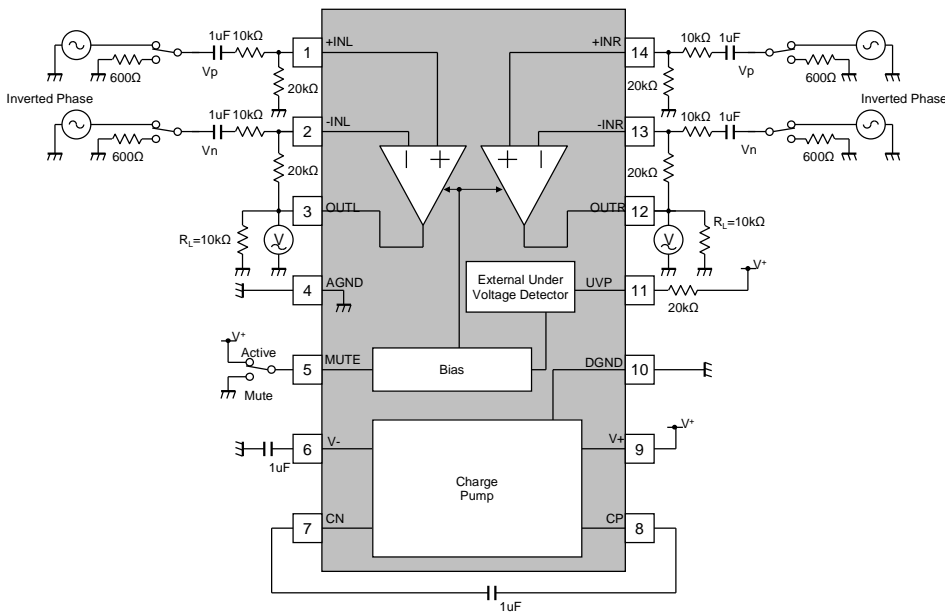 1uF 10kΩ
1
+INL
Vp
600Ω
20kΩ
Inverted Phase
1uF 10kΩ
2
-INL
Vn
600Ω
20kΩ
3
OUTL
RL=10kΩ
V
4
AGND
V+
Active
5
MUTE
Mute
6
V-
1uF
7
CN
+INR
14
10kΩ 1uF
Vp
600Ω
20kΩ
Inverted Phase
-INR
13
10kΩ 1uF
Vn
600Ω
20kΩ
OUTR
12
RL=10kΩ
V
External Under
Voltage Detector
UVP
11
V+
20kΩ
Bias
DGND
10
V+
9
V+
Charge
Pump
CP
8
1uF